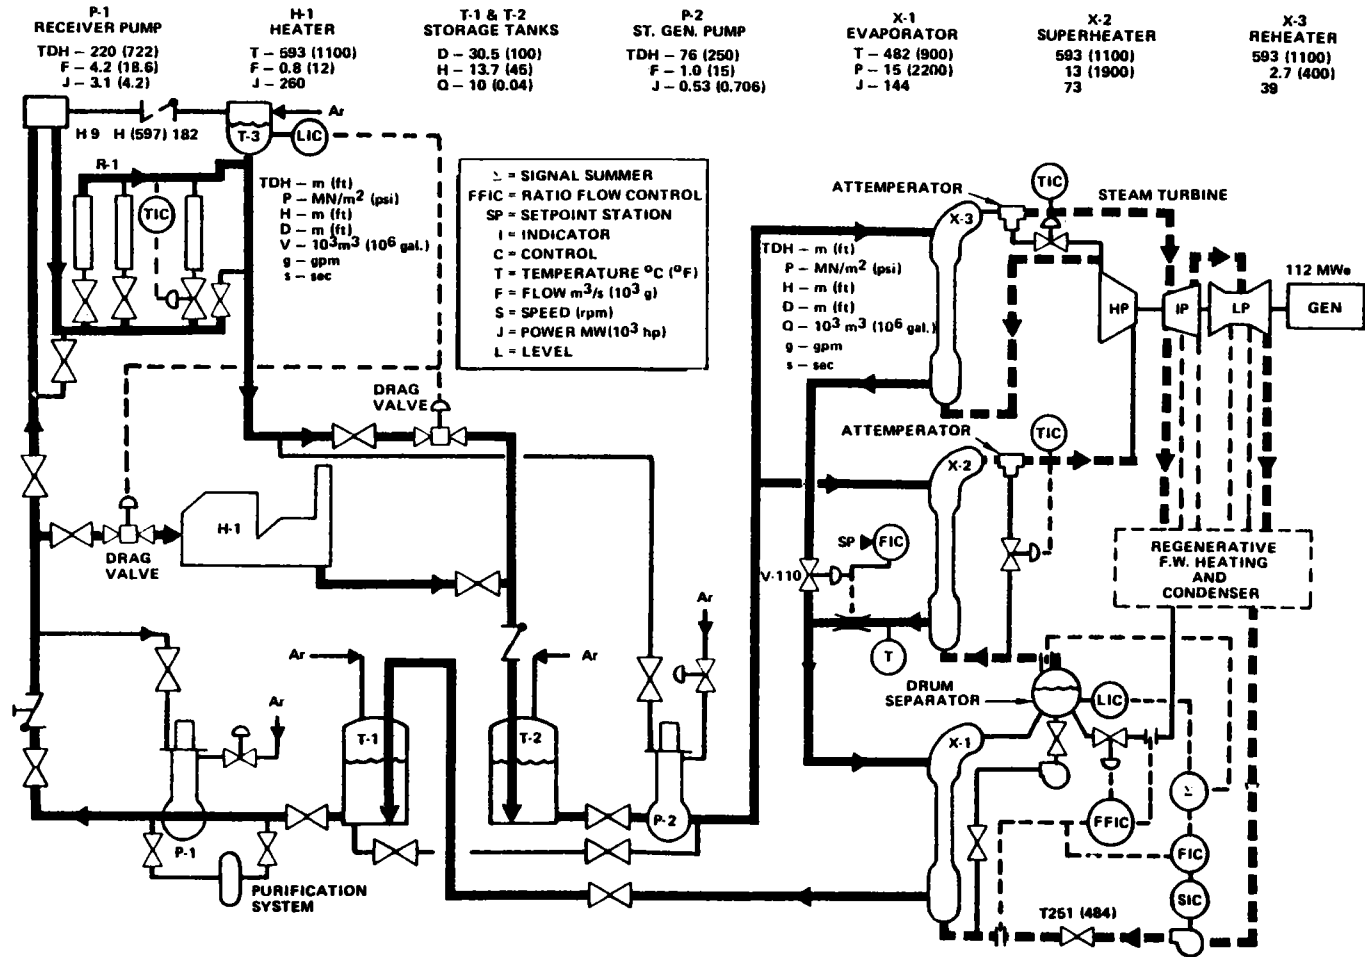 P-1
RECEIVER PUMP
TDH – 220 (722)
F – 4.2 (18.6)
J – 3.1 (4.2)
H-1
HEATER
T – 593 (1100)
F – 0.8 (12)
J – 260
T-1 & T-2
STORAGE TANKS
D – 30.5 (100)
H – 13.7 (45)
Q – 10 (0.04)
P-2
ST. GEN. PUMP
TDH – 76 (250)
F – 1.0 (15)
J – 0.53 (0.706)
X-1
EVAPORATOR
T – 482 (900)
P – 15 (2200)
J – 144
X-2
SUPERHEATER
593 (1100)
13 (1900)
73
X-3
REHEATER
593 (1100)
2.7 (400)
39
H 9 H (597) 182
T-3
Ar
LIC
R-1
TIC
TDH – m (ft)
P – MN/m² (psi)
H – m (ft)
D – m (ft)
V – 10³m³ (10⁶ gal.)
g – gpm
s – sec
Σ = SIGNAL SUMMER
FFIC = RATIO FLOW CONTROL
SP = SETPOINT STATION
I = INDICATOR
C = CONTROL
T = TEMPERATURE °C (°F)
F = FLOW m³/s (10³ g)
S = SPEED (rpm)
J = POWER MW(10³ hp)
L = LEVEL
ATTEMPERATOR
X-3
TIC
STEAM TURBINE
TDH – m (ft)
P – MN/m² (psi)
H – m (ft)
D – m (ft)
Q – 10³ m³ (10⁶ gal.)
g – gpm
s – sec
HP
IP
LP
112 MWe
GEN
DRAG
VALVE
ATTEMPERATOR
TIC
X-2
H-1
DRAG
VALVE
SP
FIC
V-110
T
REGENERATIVE
F.W. HEATING
AND
CONDENSER
Ar
Ar
Ar
Ar
DRUM
SEPARATOR
LIC
T-1
T-2
X-1
Σ
P-1
P-2
FFIC
FIC
SIC
PURIFICATION
SYSTEM
T251 (484)